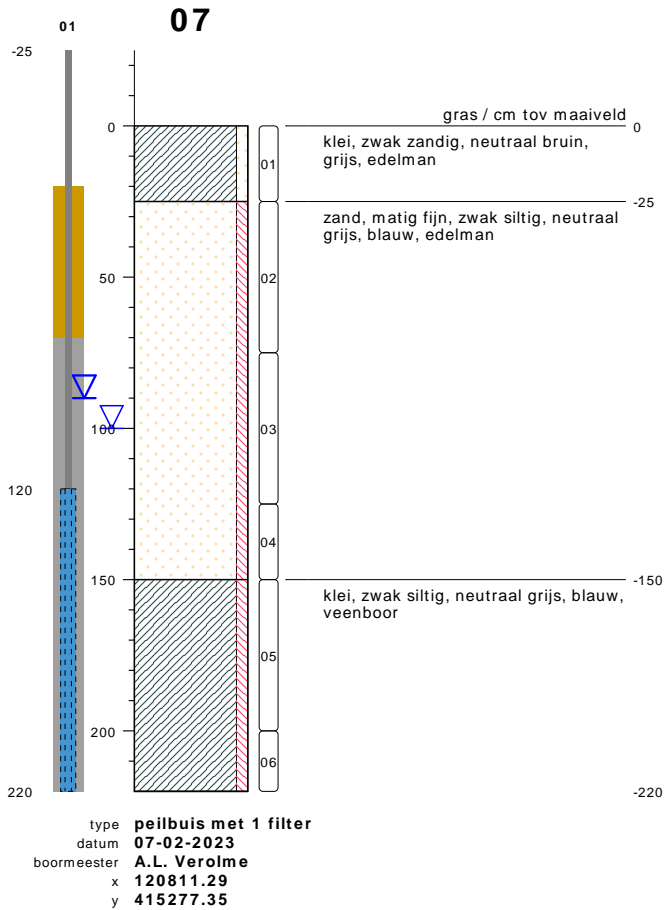 07
01
-25
gras / cm tov maaiveld
0
0
klei, zwak zandig, neutraal bruin,
grijs, edelman
01
-25
zand, matig fijn, zwak siltig, neutraal
grijs, blauw, edelman
02
50
03
100
120
04
150
-150
klei, zwak siltig, neutraal grijs, blauw,
veenboor
05
200
06
220
-220
type peilbuis met 1 filter
datum 07-02-2023
boormeester A.L. Verolme
x 120811.29
y 415277.35